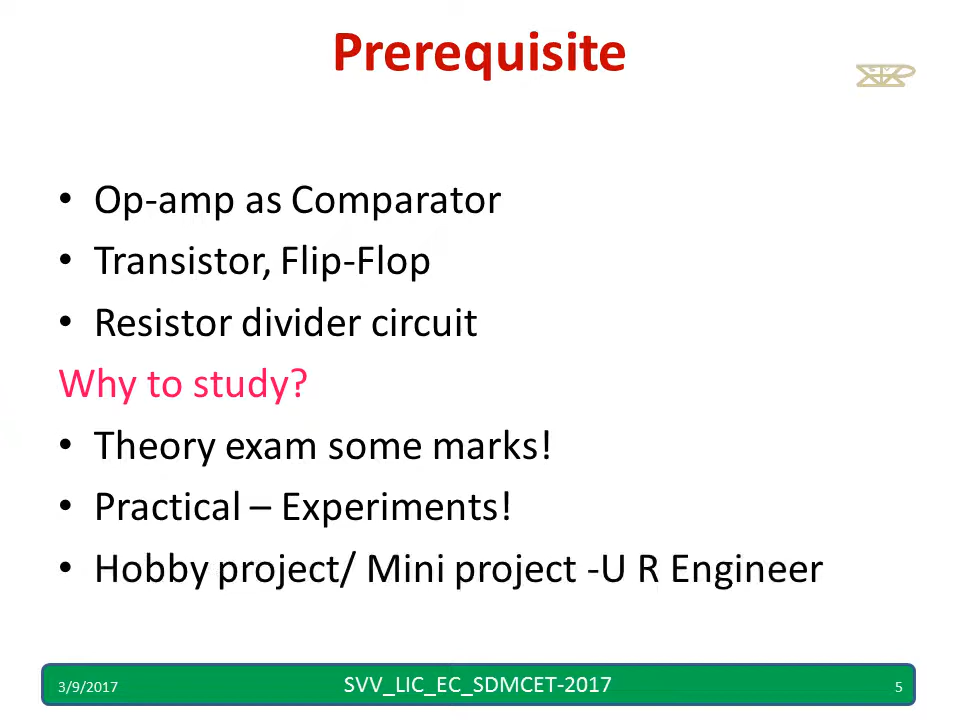 Prerequisite
• Op-amp as Comparator
• Transistor, Flip-Flop
• Resistor divider circuit
Why to study?
• Theory exam some marks!
• Practical – Experiments!
• Hobby project/ Mini project -U R Engineer
3/9/2017
SVV_LIC_EC_SDMCET-2017
5